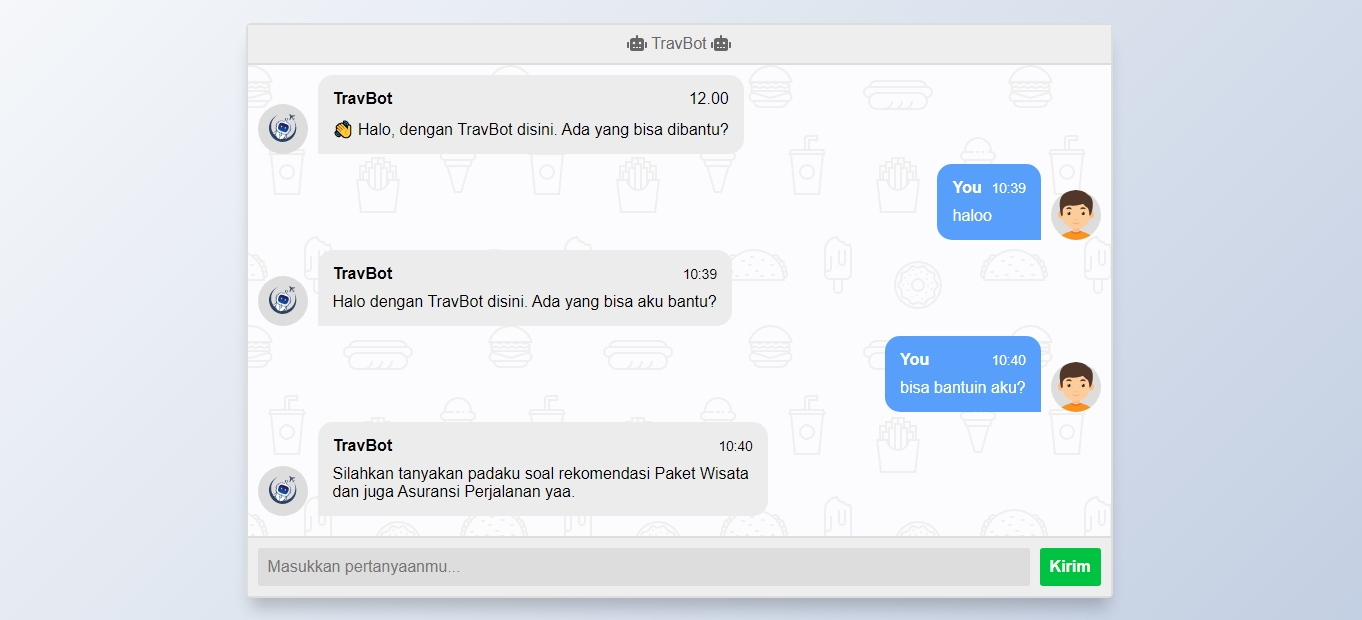 TravBot
TravBot 12.00
👋 Halo, dengan TravBot disini. Ada yang bisa dibantu?
You 10:39
haloo
TravBot 10:39
Halo dengan TravBot disini. Ada yang bisa aku bantu?
You 10:40
bisa bantuin aku?
TravBot 10:40
Silahkan tanyakan padaku soal rekomendasi Paket Wisata
dan juga Asuransi Perjalanan yaa.
Masukkan pertanyaanmu... Kirim